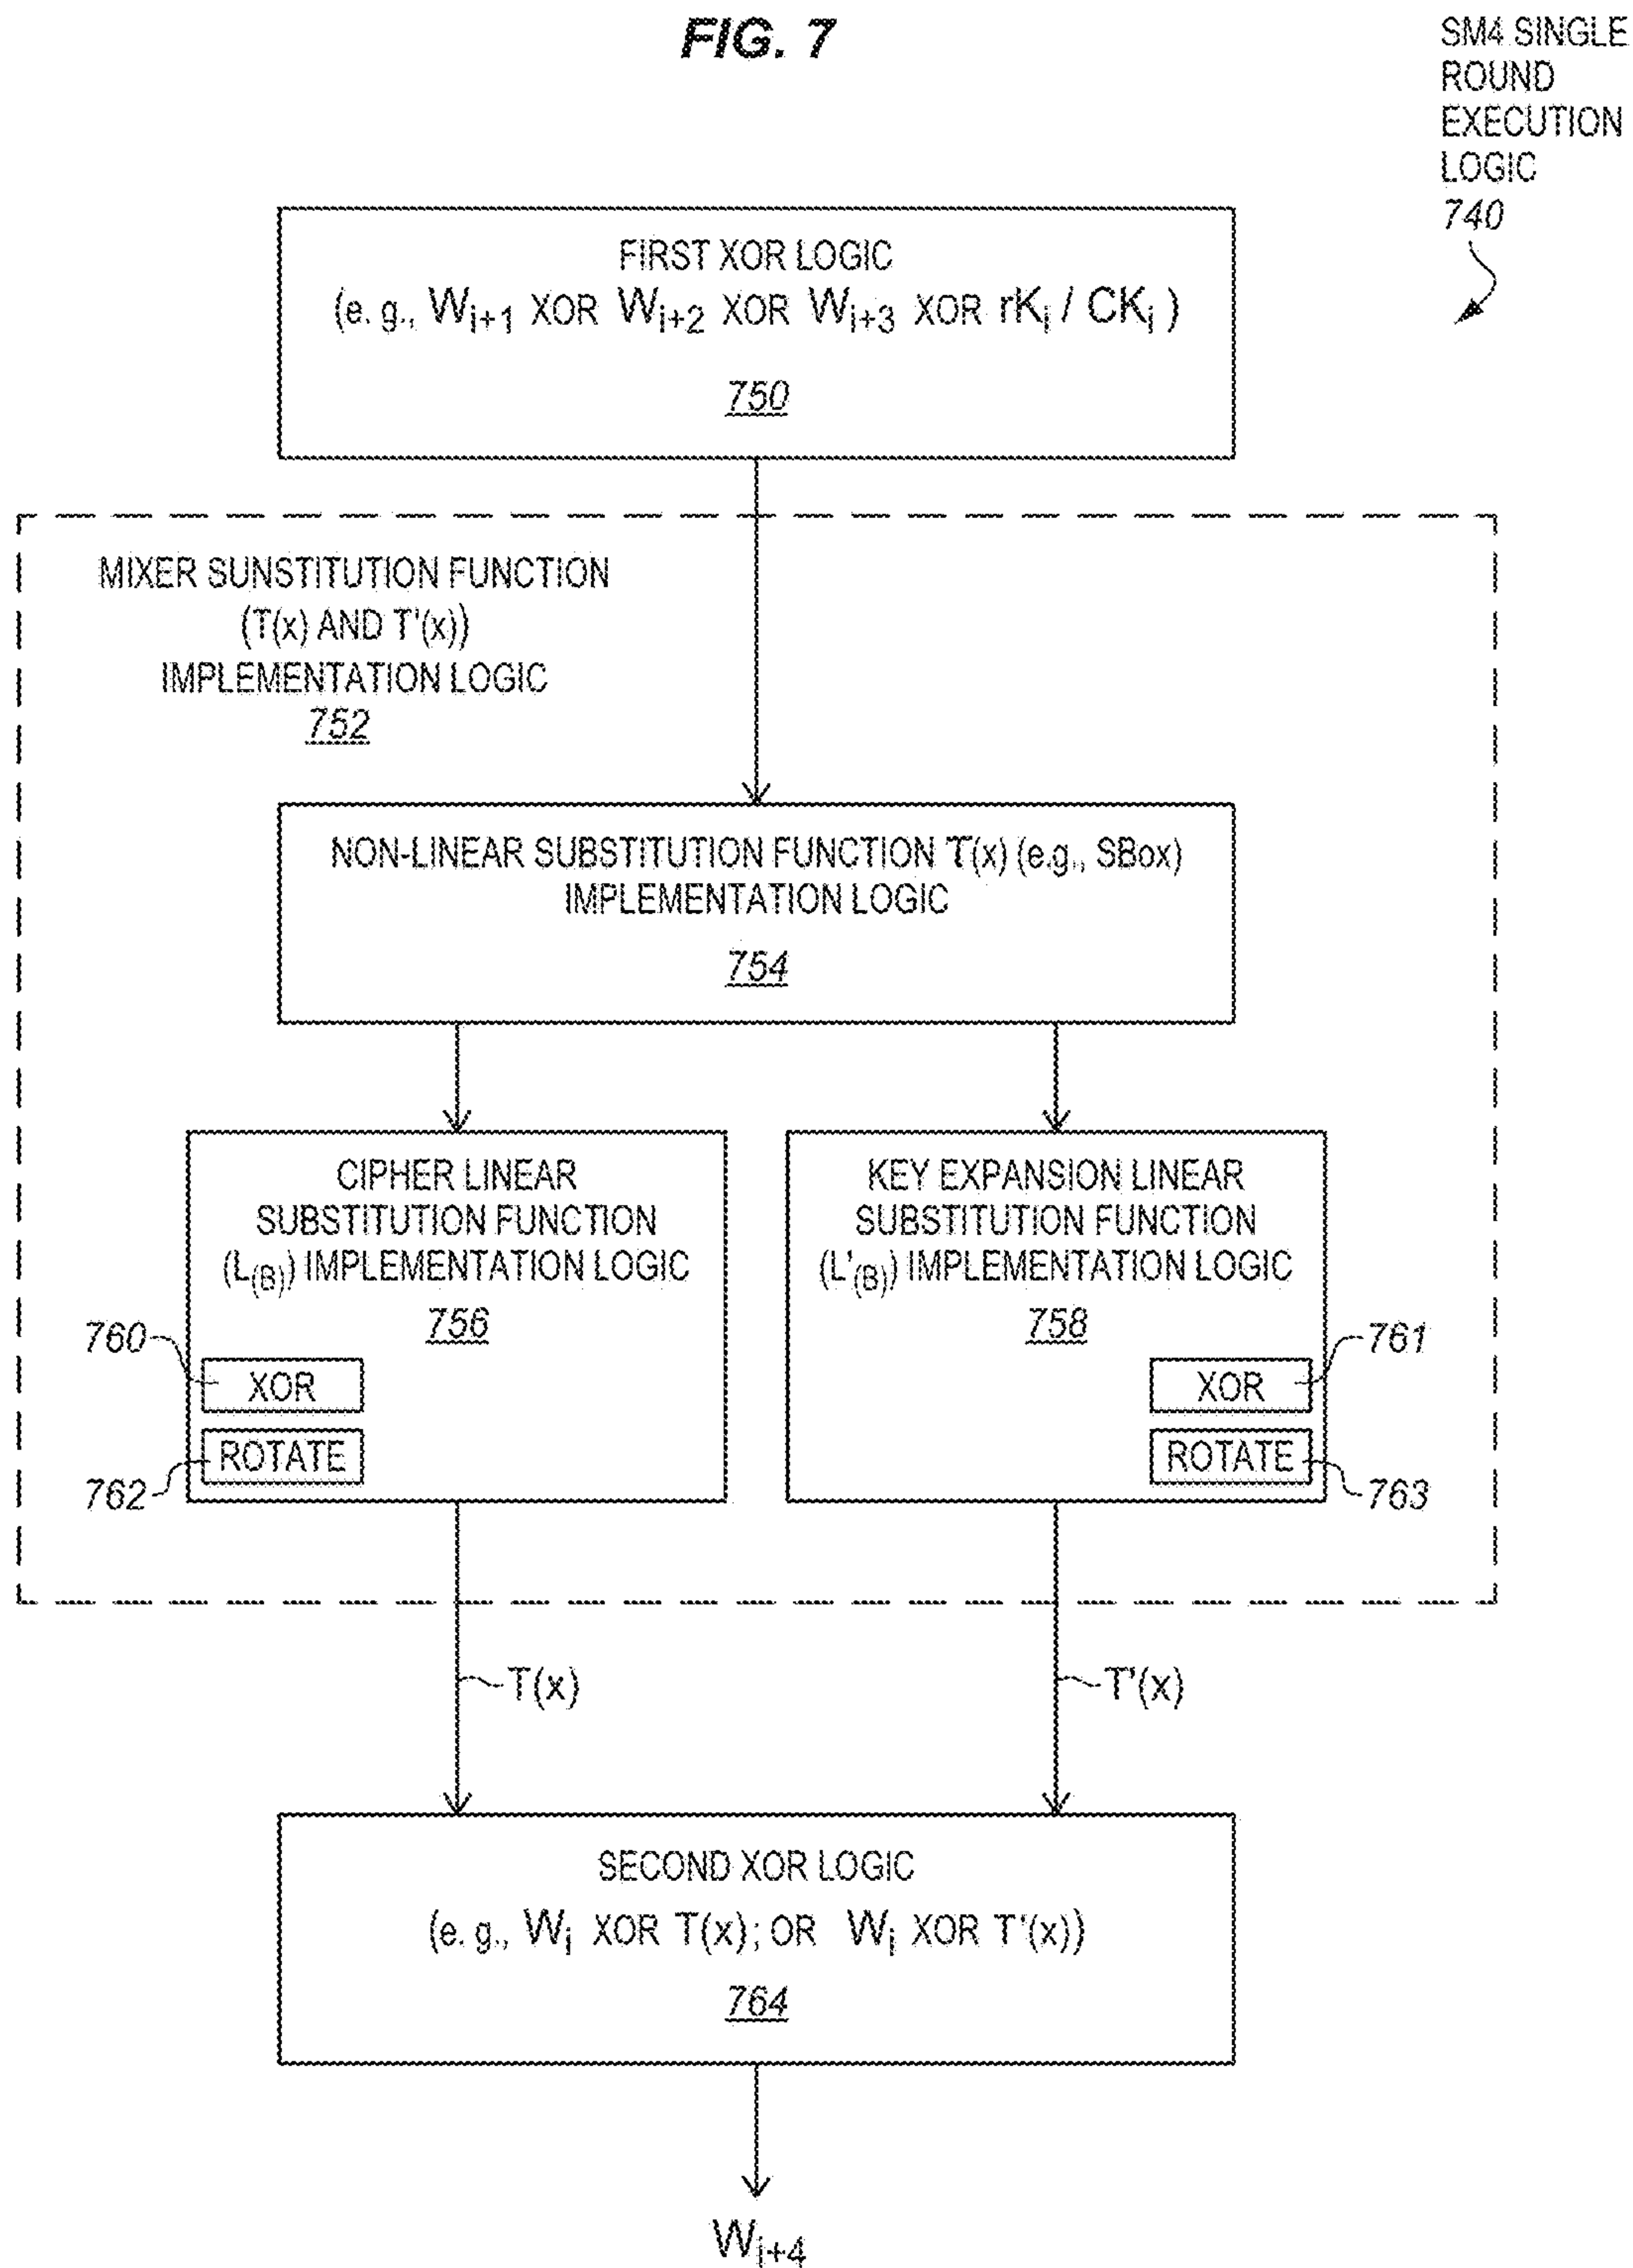 FIG. 7
SM4 SINGLE
ROUND
EXECUTION
LOGIC
740
FIRST XOR LOGIC
(e. g., Wi+1 XOR Wi+2 XOR Wi+3 XOR rKi / CKi )
750
MIXER SUNSTITUTION FUNCTION
(T(x) AND T'(x))
IMPLEMENTATION LOGIC
752
NON-LINEAR SUBSTITUTION FUNCTION τ(x) (e.g., SBox)
IMPLEMENTATION LOGIC
754
CIPHER LINEAR
SUBSTITUTION FUNCTION
(L(B)) IMPLEMENTATION LOGIC
756
760
XOR
ROTATE
762
KEY EXPANSION LINEAR
SUBSTITUTION FUNCTION
(L'(B)) IMPLEMENTATION LOGIC
758
761
XOR
ROTATE
763
T(x)
T'(x)
SECOND XOR LOGIC
(e. g., Wi XOR T(x); OR Wi XOR T'(x))
764
Wi+4